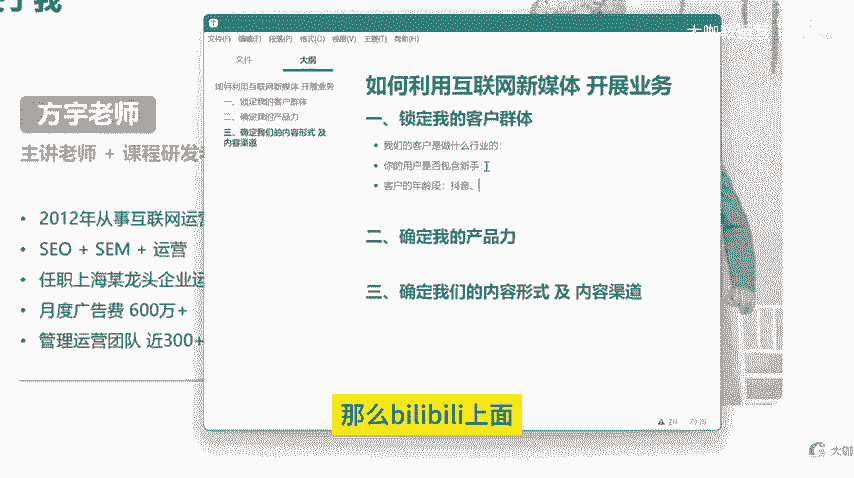 方宇老师
主讲老师 + 课程研发
• 2012年从事互联网运营
• SEO + SEM + 运营
• 任职上海某龙头企业运
• 月度广告费 600万+
• 管理运营团队 近300+
文件(F) 编辑(E) 段落(P) 格式(O) 视图(V) 主题(T) 帮助(H)
文件 大纲
如何利用互联网新媒体 开展业务
一、锁定我的客户群体
二、确定我的产品力
三、确定我们的内容形式 及
内容渠道
如何利用互联网新媒体 开展业务
一、锁定我的客户群体
• 我们的客户是做什么行业的：
• 你的用户是否包含新手：
• 客户的年龄段：抖音、
二、确定我的产品力
三、确定我们的内容形式 及 内容渠道
那么bilibili上面